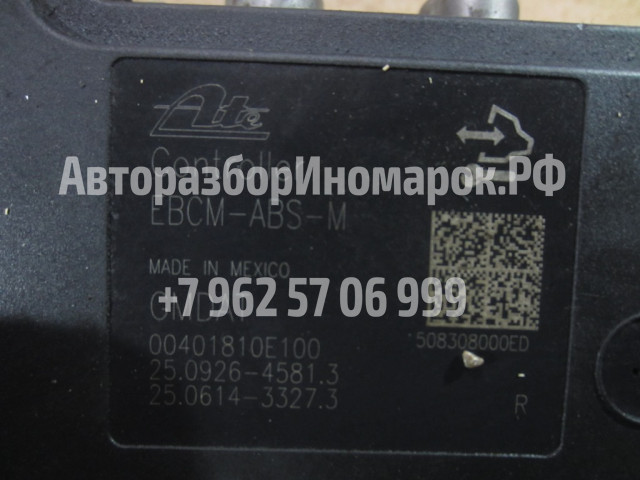 Ate
Controller
АвторазборИномарок.РФ
EBCM-ABS-M
MADE IN MEXICO
+7 962 57 06 999
00401810E100
508308000ED
25.0926-4581.3
25.0614-3327.3
R